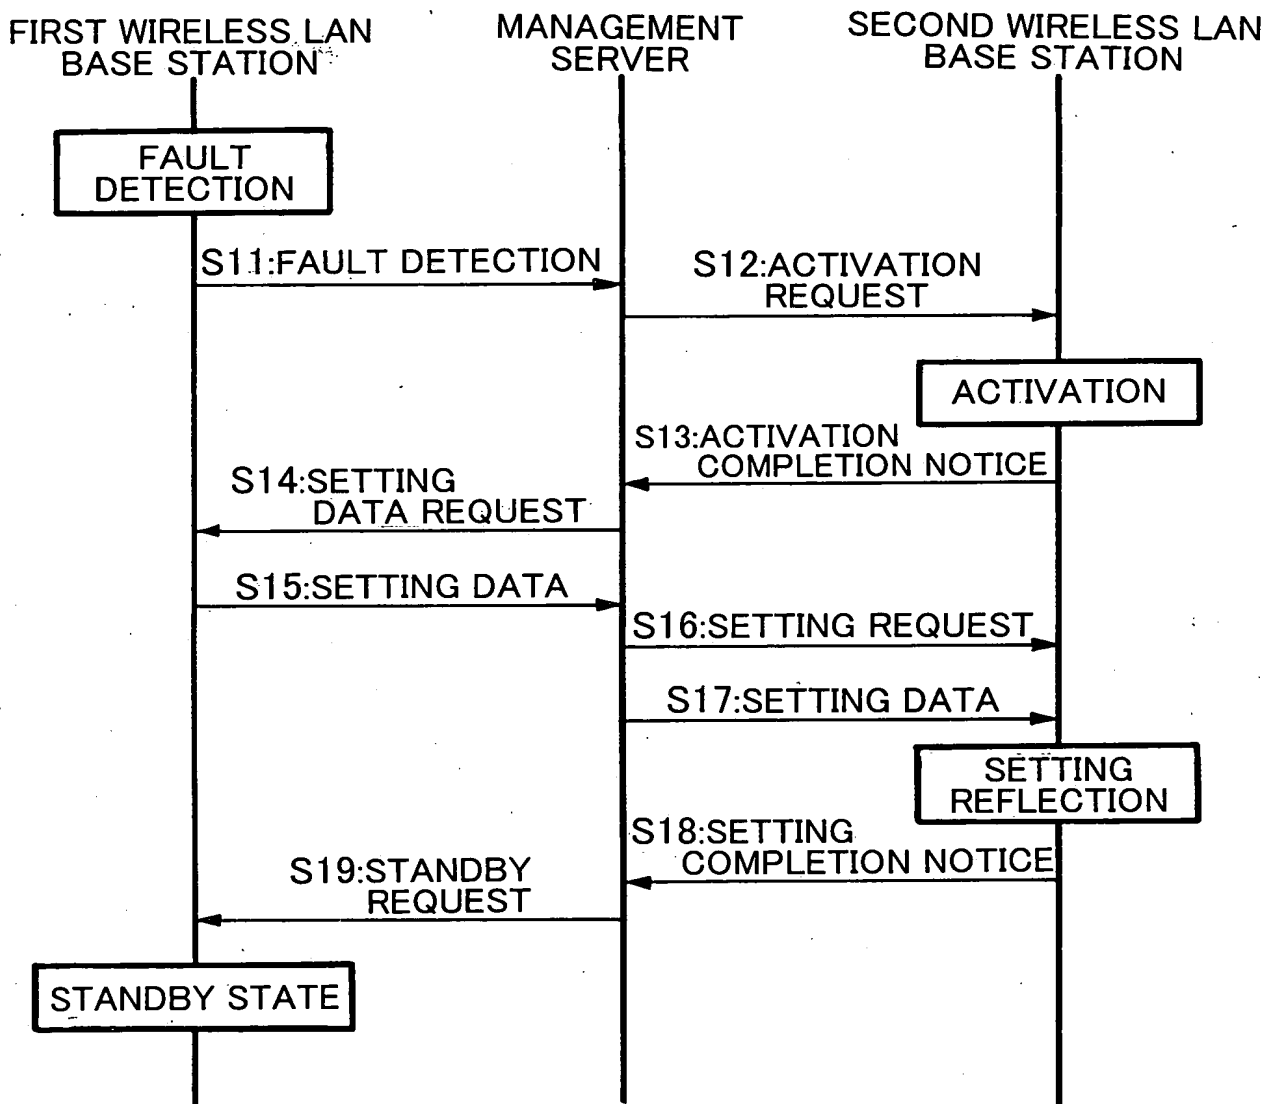 FIRST WIRELESS LAN
BASE STATION
MANAGEMENT
SERVER
SECOND WIRELESS LAN
BASE STATION
FAULT
DETECTION
S11:FAULT DETECTION
S12:ACTIVATION
REQUEST
ACTIVATION
S13:ACTIVATION
COMPLETION NOTICE
S14:SETTING
DATA REQUEST
S15:SETTING DATA
S16:SETTING REQUEST
S17:SETTING DATA
SETTING
REFLECTION
S18:SETTING
COMPLETION NOTICE
S19:STANDBY
REQUEST
STANDBY STATE